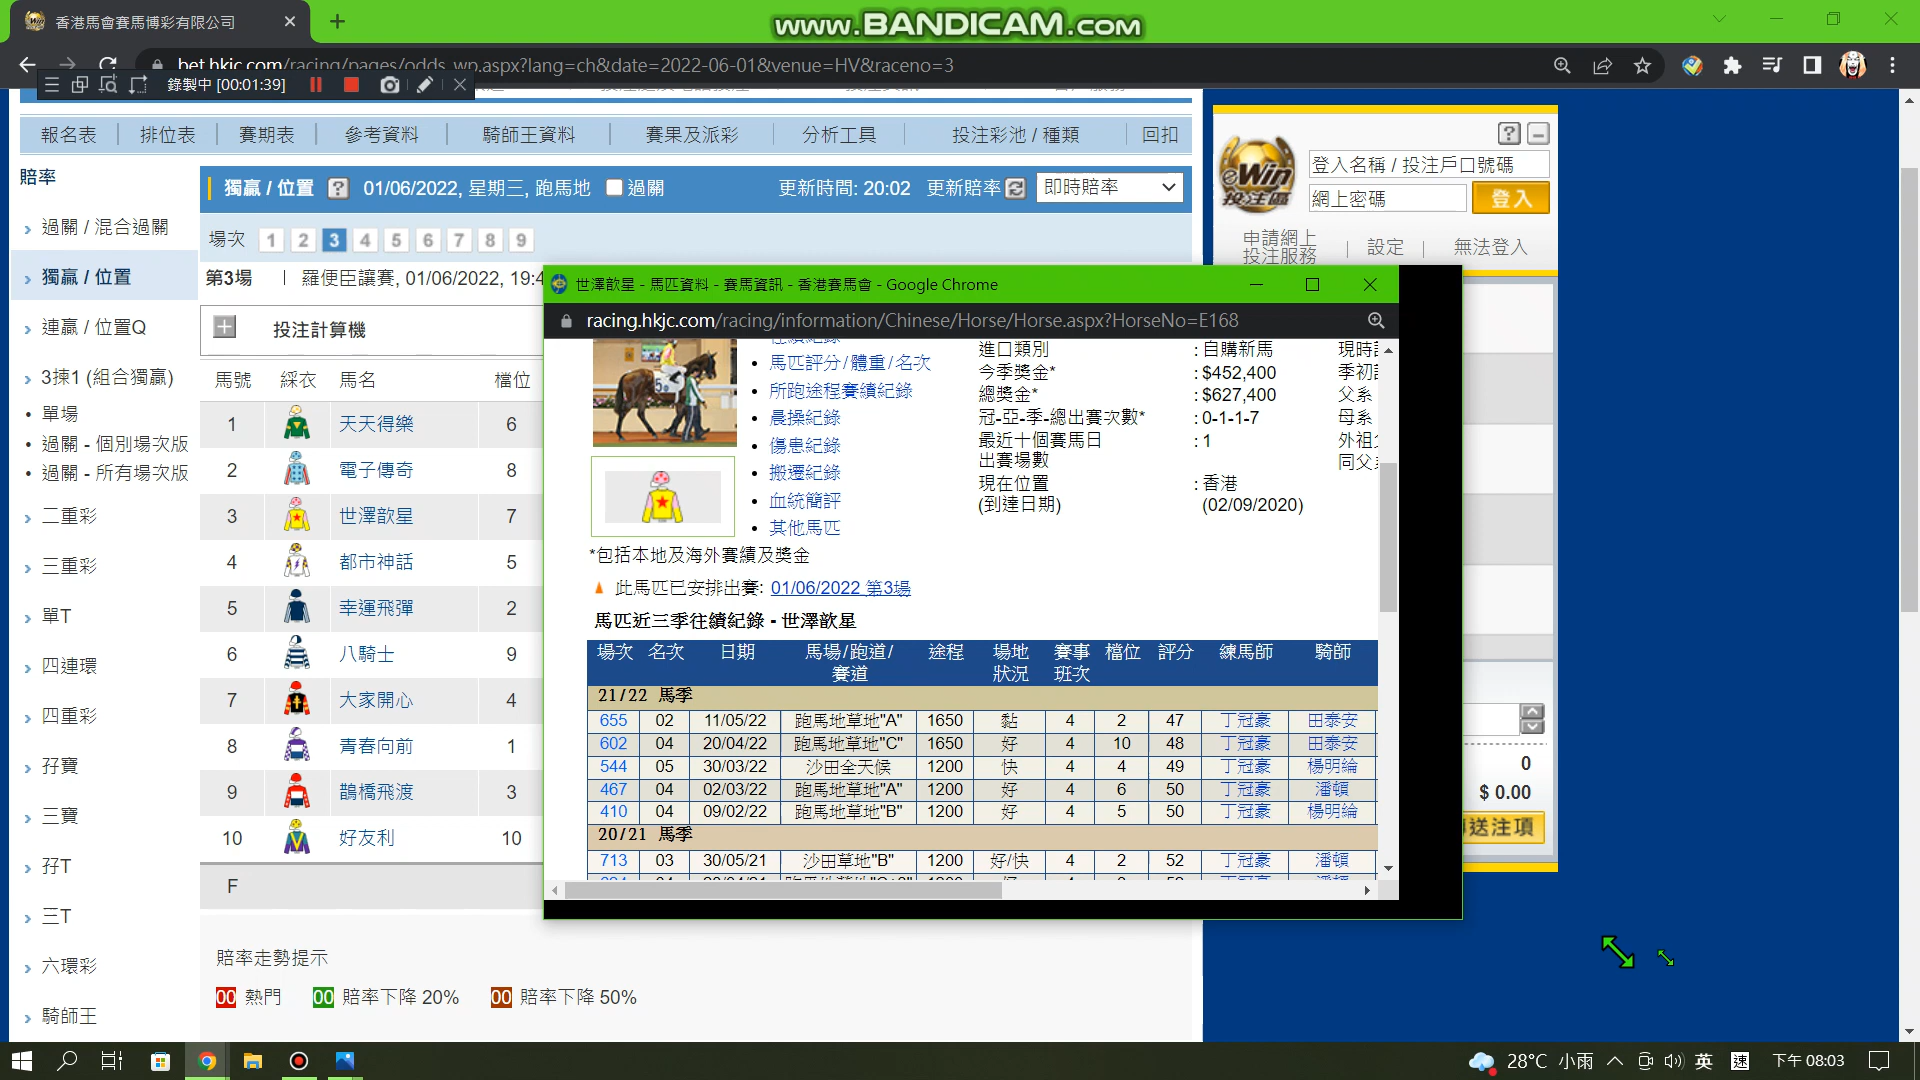 香港馬會賽馬博彩有限公司
www.BANDICAM.com
bet.hkjc.com/racing/pages/odds_wp.aspx?lang=ch&date=2022-06-01&venue=HV&raceno=3
錄製中 [00:01:39]
報名表 排位表 賽期表 參考資料 騎師王資料 賽果及派彩 分析工具 投注彩池 / 種類 回扣
賠率
過關 / 混合過關
獨贏 / 位置
連贏 / 位置Q
3揀1 (組合獨贏)
單場
過關 - 個別場次版
過關 - 所有場次版
二重彩
三重彩
單T
四連環
四重彩
孖寶
三寶
孖T
三T
六環彩
騎師王
獨贏 / 位置 ? 01/06/2022, 星期三, 跑馬地 過關 更新時間: 20:02 更新賠率 即時賠率
場次 1 2 3 4 5 6 7 8 9
第3場 | 羅便臣讓賽, 01/06/2022, 19:4
投注計算機
馬號 綵衣 馬名 檔位
1 天天得樂 6
2 電子傳奇 8
3 世澤歆星 7
4 都市神話 5
5 幸運飛彈 2
6 八騎士 9
7 大家開心 4
8 青春向前 1
9 鵲橋飛渡 3
10 好友利 10
F
賠率走勢提示
00 熱門 00 賠率下降 20% 00 賠率下降 50%
eWin
投注區
登入名稱 / 投注戶口號碼
網上密碼
登入
申請網上投注服務 | 設定 | 無法登入
0
$ 0.00
送注項
世澤歆星 - 馬匹資料 - 賽馬資訊 - 香港賽馬會 - Google Chrome
racing.hkjc.com/racing/information/Chinese/Horse/Horse.aspx?HorseNo=E168
馬匹評分/體重/名次
所跑途程賽績紀錄
晨操紀錄
傷患紀錄
搬遷紀錄
血統簡評
其他馬匹
進口類別 : 自購新馬
今季獎金* : $452,400
總獎金* : $627,400
冠-亞-季-總出賽次數* : 0-1-1-7
最近十個賽馬日 : 1
出賽場數
現在位置 : 香港
(到達日期) (02/09/2020)
現時
季初
父系
母系
外祖
同父
*包括本地及海外賽績及獎金
此馬匹已安排出賽: 01/06/2022 第3場
馬匹近三季往績紀錄 - 世澤歆星
場次 名次 日期 馬場/跑道/賽道 途程 場地狀況 賽事班次 檔位 評分 練馬師 騎師
21/22 馬季
655 02 11/05/22 跑馬地草地"A" 1650 黏 4 2 47 丁冠豪 田泰安
602 04 20/04/22 跑馬地草地"C" 1650 好 4 10 48 丁冠豪 田泰安
544 05 30/03/22 沙田全天候 1200 快 4 4 49 丁冠豪 楊明綸
467 04 02/03/22 跑馬地草地"A" 1200 好 4 6 50 丁冠豪 潘頓
410 04 09/02/22 跑馬地草地"B" 1200 好 4 5 50 丁冠豪 楊明綸
20/21 馬季
713 03 30/05/21 沙田草地"B" 1200 好/快 4 2 52 丁冠豪 潘頓
28°C 小雨 英 速 下午 08:03